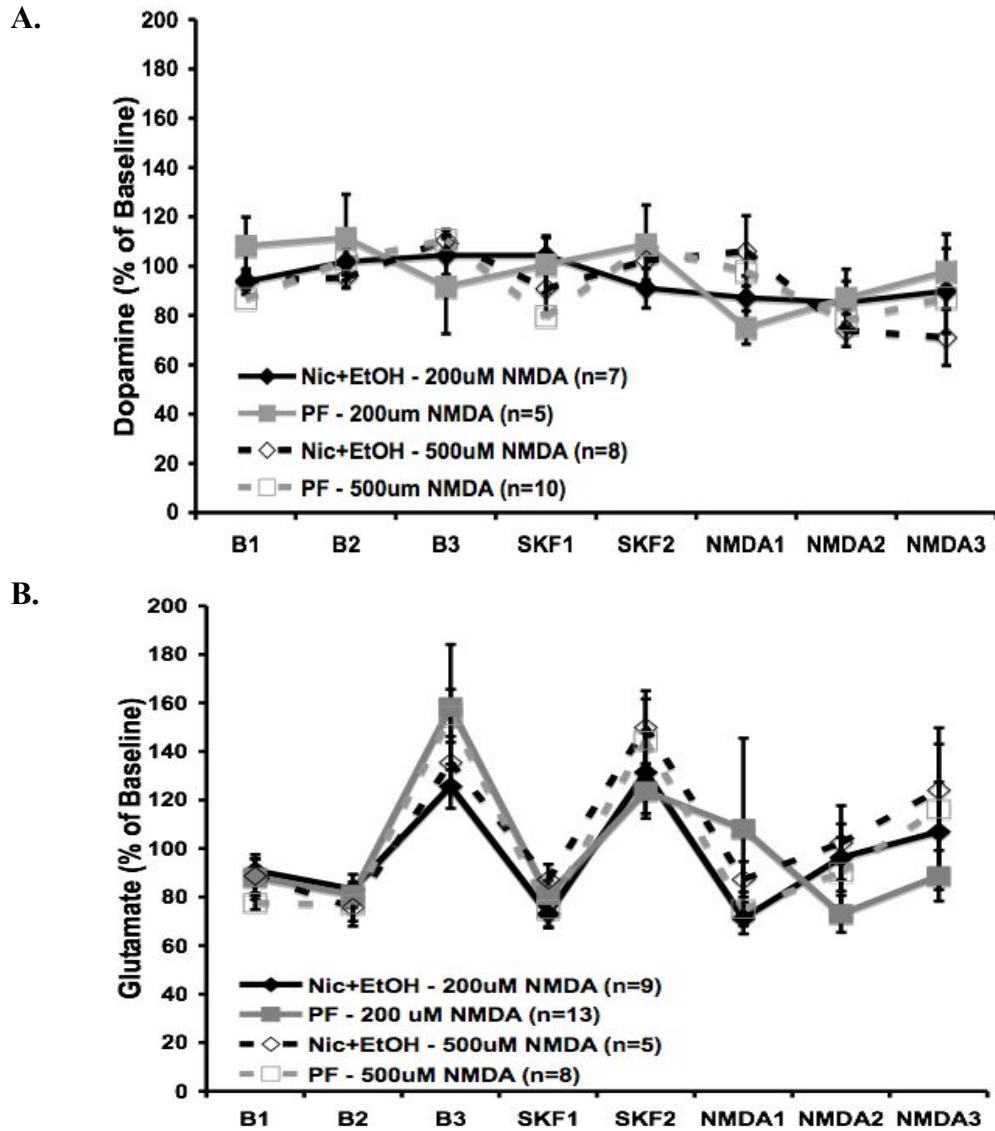 A.
200
180
160
140
120
100
80
60
40
20
0
Dopamine (% of Baseline)
Nic+EtOH - 200uM NMDA (n=7)
PF - 200um NMDA (n=5)
Nic+EtOH - 500uM NMDA (n=8)
PF - 500um NMDA (n=10)
B1 B2 B3 SKF1 SKF2 NMDA1 NMDA2 NMDA3
B.
200
180
160
140
120
100
80
60
40
20
0
Glutamate (% of Baseline)
Nic+EtOH - 200uM NMDA (n=9)
PF - 200 uM NMDA (n=13)
Nic+EtOH - 500uM NMDA (n=5)
PF - 500uM NMDA (n=8)
B1 B2 B3 SKF1 SKF2 NMDA1 NMDA2 NMDA3